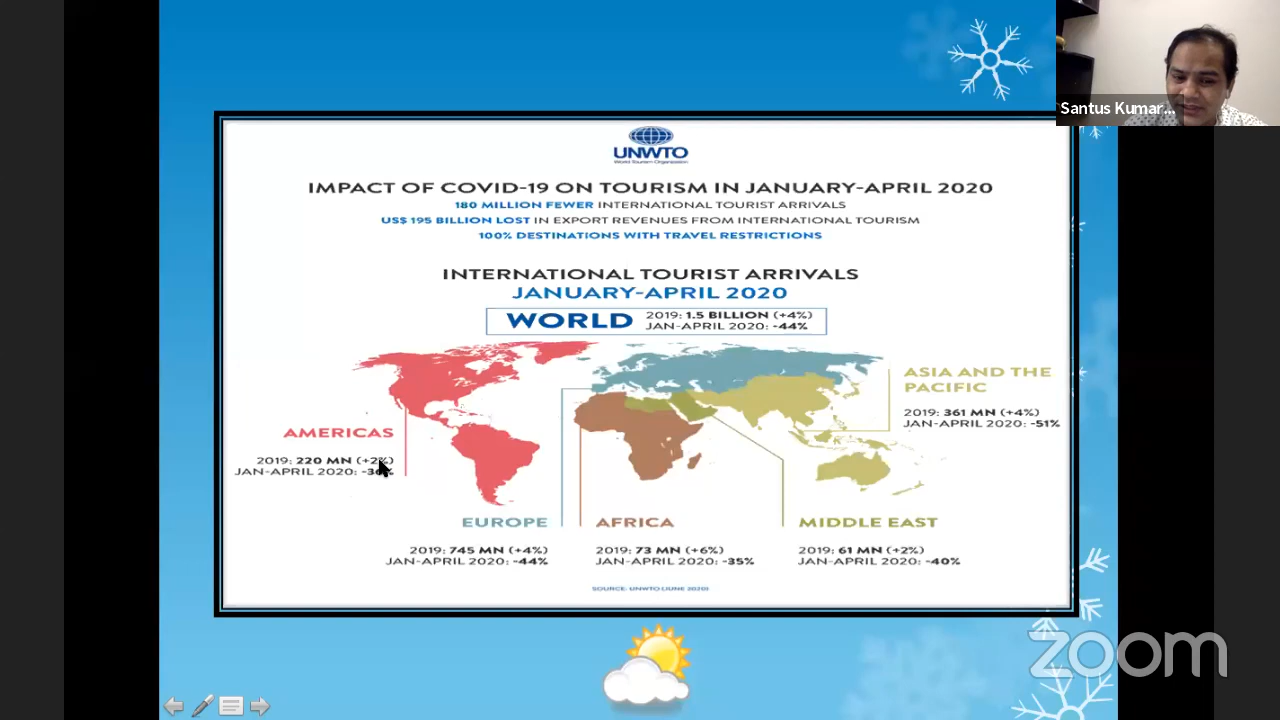 Santus Kumar...
UNWTO
World Tourism Organization
IMPACT OF COVID-19 ON TOURISM IN JANUARY-APRIL 2020
180 MILLION FEWER INTERNATIONAL TOURIST ARRIVALS
US$ 195 BILLION LOST IN EXPORT REVENUES FROM INTERNATIONAL TOURISM
100% DESTINATIONS WITH TRAVEL RESTRICTIONS
INTERNATIONAL TOURIST ARRIVALS
JANUARY-APRIL 2020
WORLD
2019: 1.5 BILLION (+4%)
JAN-APRIL 2020: -44%
ASIA AND THE
PACIFIC
2019: 361 MN (+4%)
JAN-APRIL 2020: -51%
AMERICAS
2019: 220 MN (+2%)
JAN-APRIL 2020:
EUROPE
2019: 745 MN (+4%)
JAN-APRIL 2020: -44%
AFRICA
2019: 73 MN (+6%)
JAN-APRIL 2020: -35%
MIDDLE EAST
2019: 61 MN (+2%)
JAN-APRIL 2020: -40%
SOURCE: UNWTO (JUNE 2020)
zoom